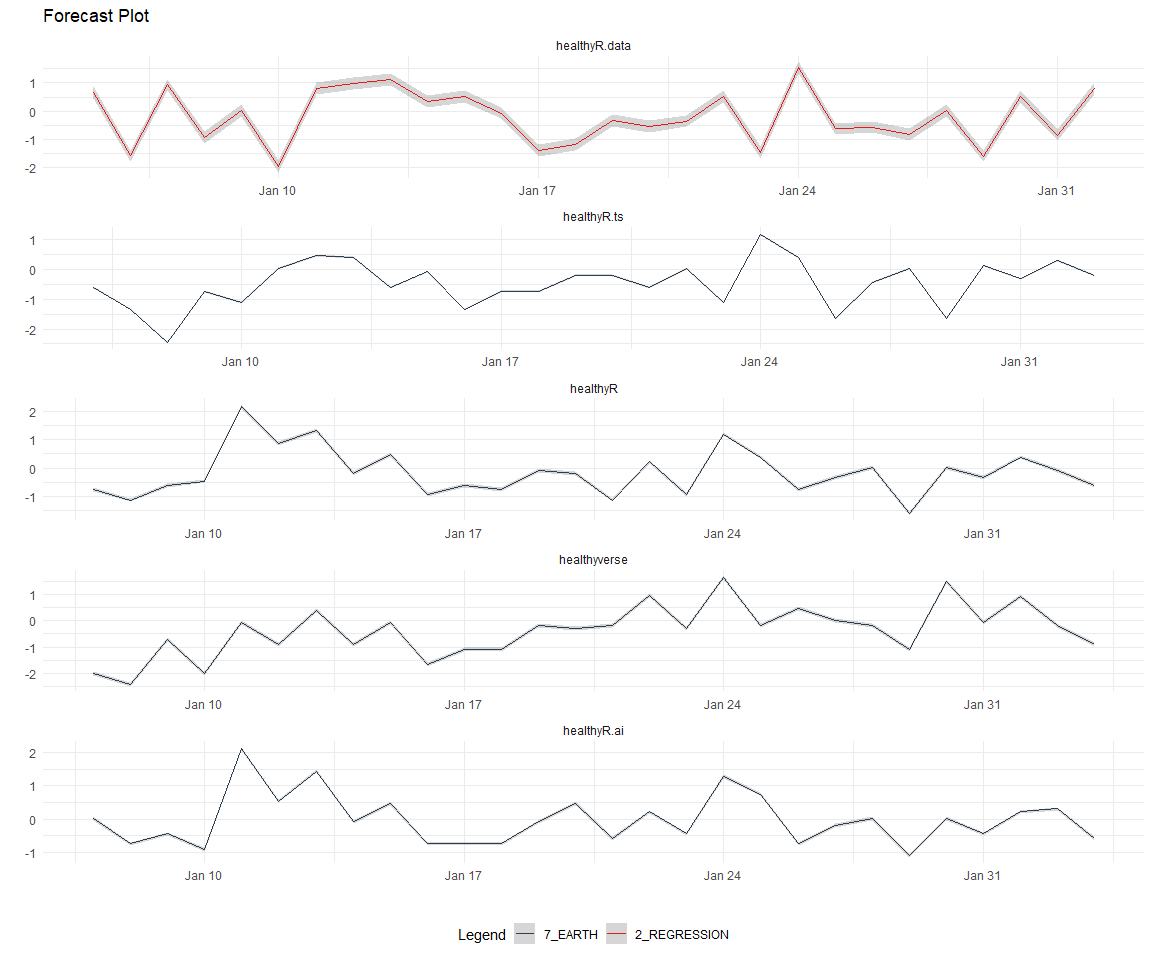 Forecast Plot
healthyR.data
1
0
-1
-2
Jan 10 Jan 17 Jan 24 Jan 31
healthyR.ts
1
0
-1
-2
Jan 10 Jan 17 Jan 24 Jan 31
healthyR
2
1
0
-1
Jan 10 Jan 17 Jan 24 Jan 31
healthyverse
1
0
-1
-2
Jan 10 Jan 17 Jan 24 Jan 31
healthyR.ai
2
1
0
-1
Jan 10 Jan 17 Jan 24 Jan 31
Legend 7_EARTH 2_REGRESSION